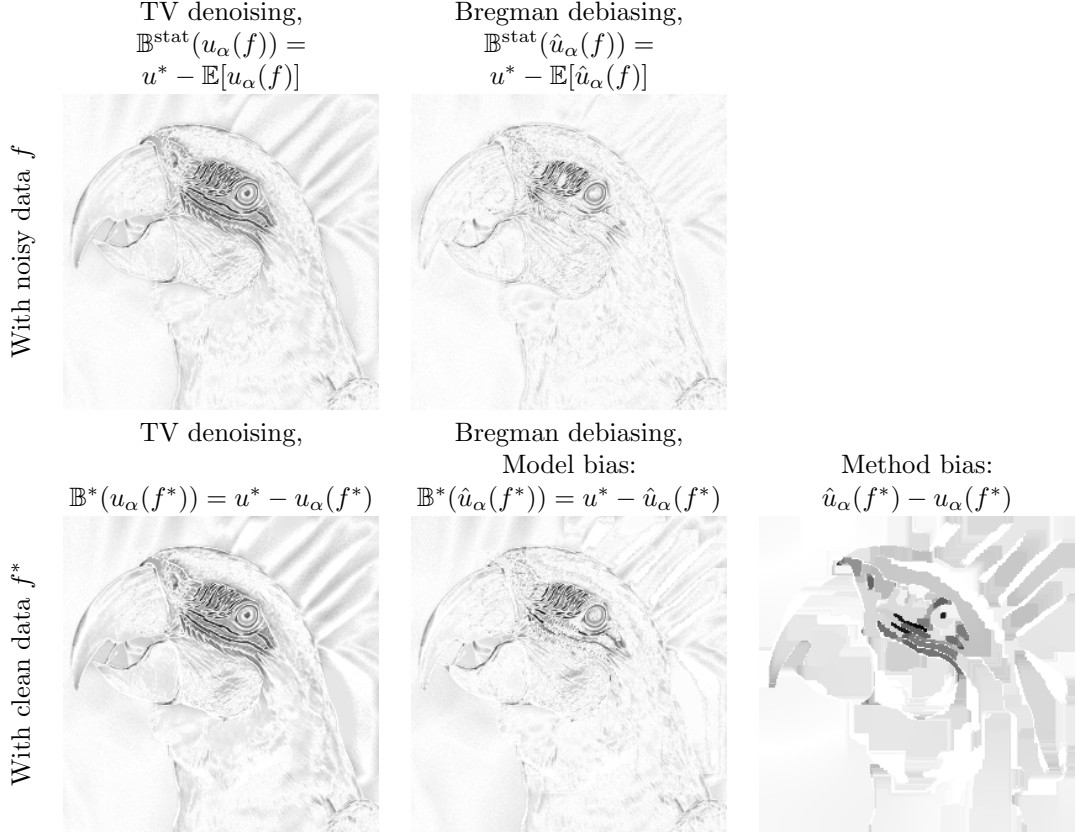 TV denoising,
𝔹^stat(u_α(f)) =
u* − 𝔼[u_α(f)]
Bregman debiasing,
𝔹^stat(û_α(f)) =
u* − 𝔼[û_α(f)]
With noisy data f
TV denoising,
𝔹*(u_α(f*)) = u* − u_α(f*)
Bregman debiasing,
Model bias:
𝔹*(û_α(f*)) = u* − û_α(f*)
Method bias:
û_α(f*) − u_α(f*)
With clean data f*